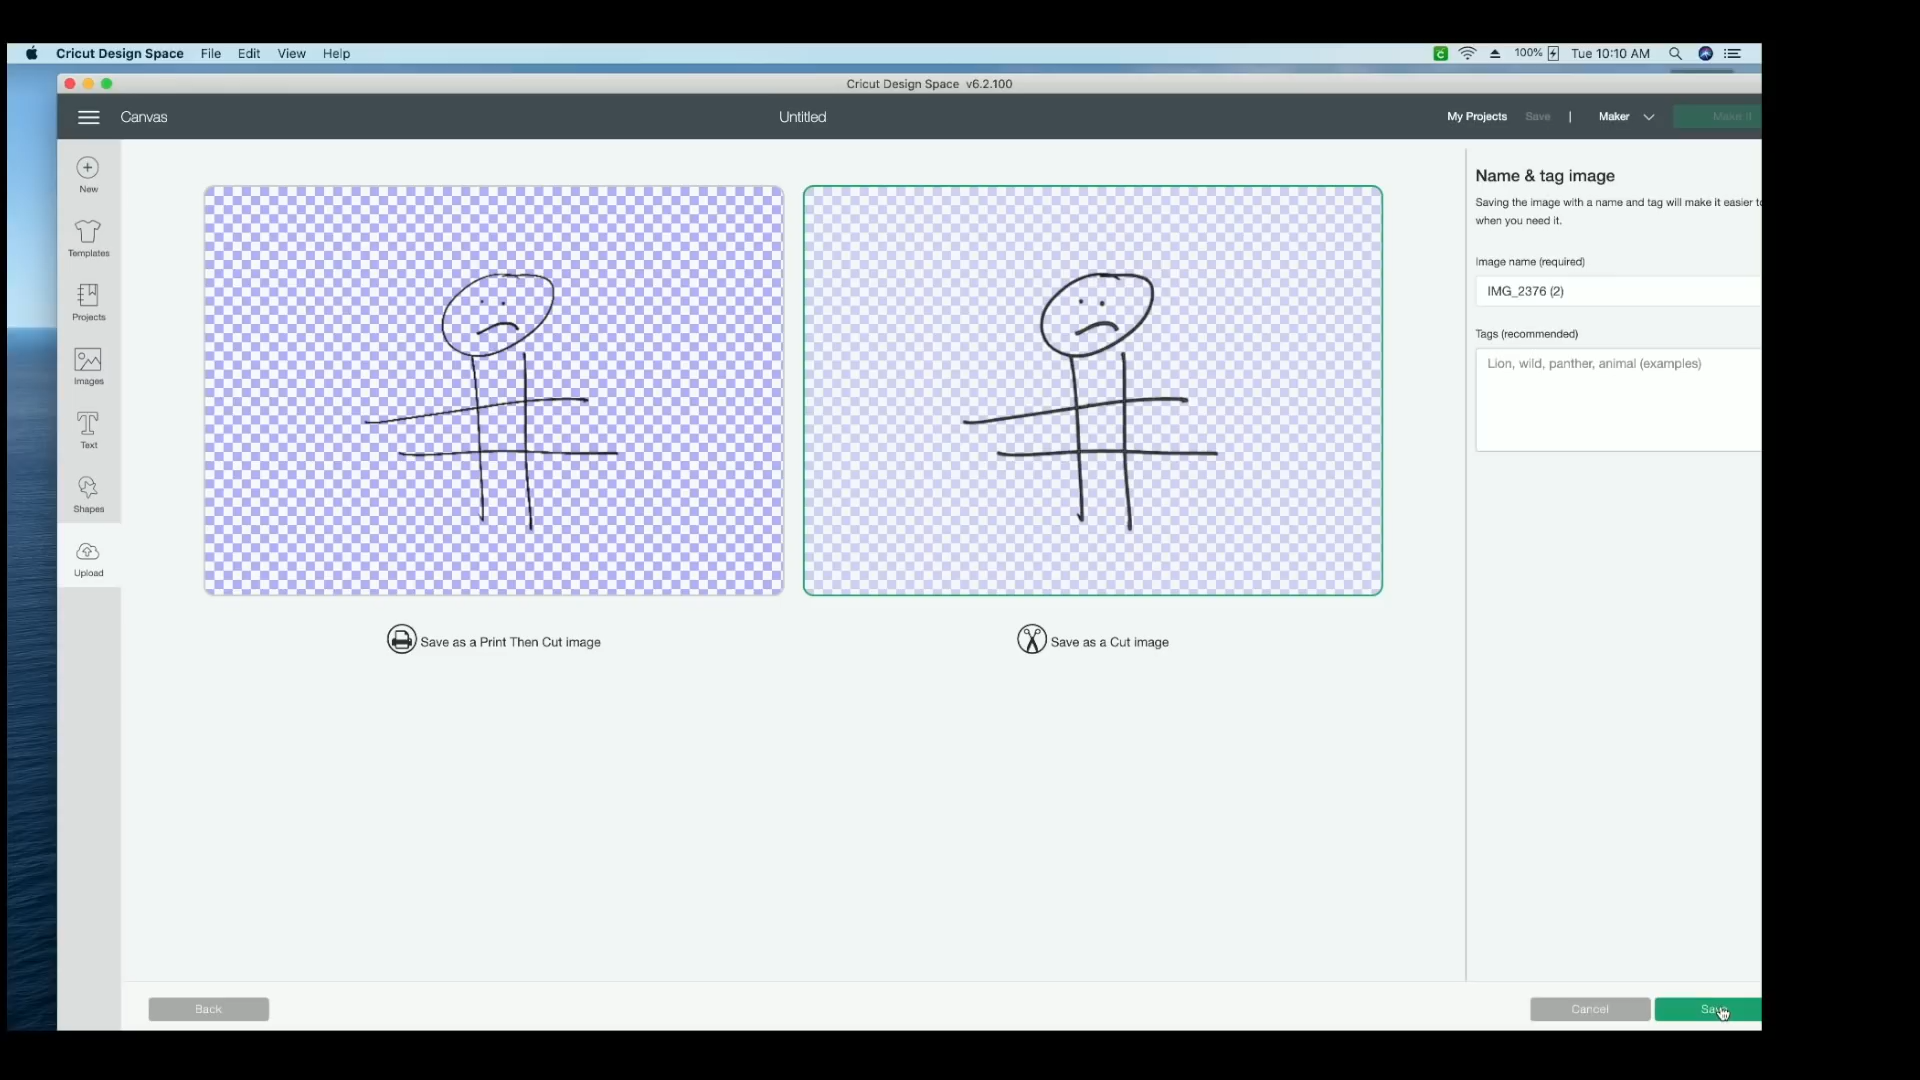 Cricut Design Space File Edit View Help
100% Tue 10:10 AM
Cricut Design Space v6.2.100
Canvas
Untitled
My Projects Save | Maker Make It
New
Templates
Projects
Images
Text
Shapes
Upload
Save as a Print Then Cut image
Save as a Cut image
Name & tag image
Saving the image with a name and tag will make it easier
when you need it.
Image name (required)
IMG_2376 (2)
Tags (recommended)
Lion, wild, panther, animal (examples)
Back
Cancel
Save